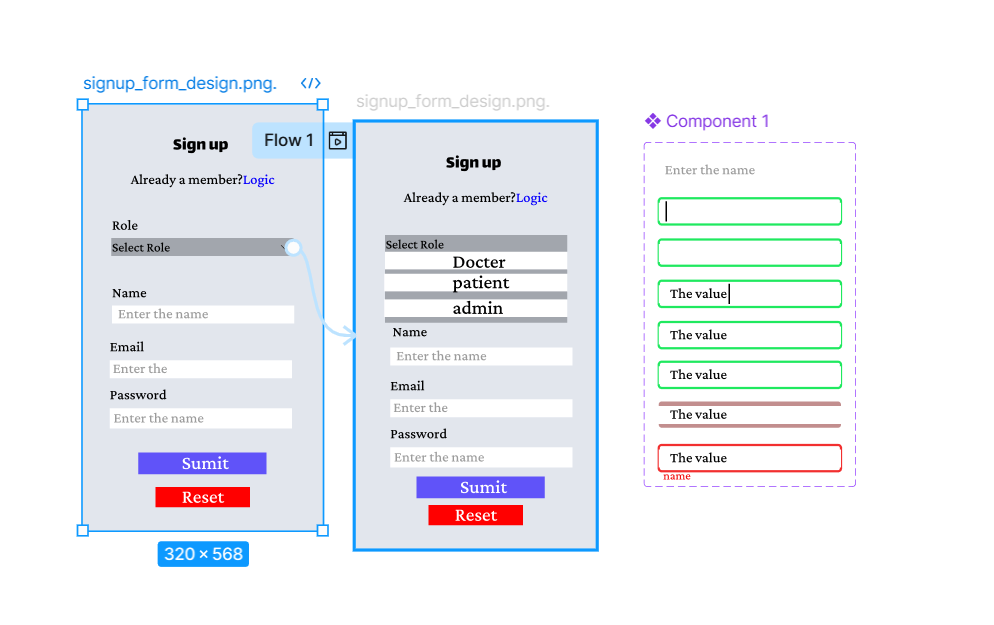 signup_form_design.png.
</>
Sign up
Flow 1
Already a member?Logic
Role
Select Role
Name
Enter the name
Email
Enter the
Password
Enter the name
Sumit
Reset
320 × 568
signup_form_design.png.
Sign up
Already a member?Logic
Select Role
Docter
patient
admin
Name
Enter the name
Email
Enter the
Password
Enter the name
Sumit
Reset
Component 1
Enter the name
The value
The value
The value
The value
The value
name